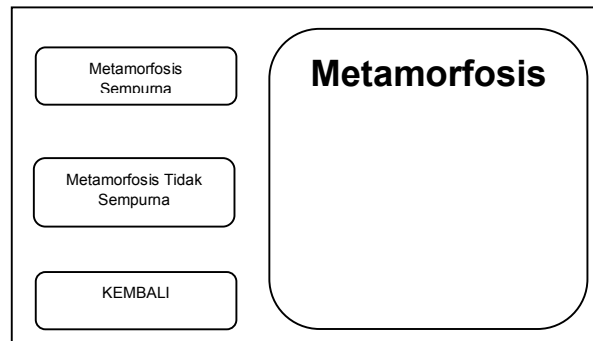 Metamorfosis
Sempurna
Metamorfosis Tidak
Sempurna
KEMBALI
Metamorfosis